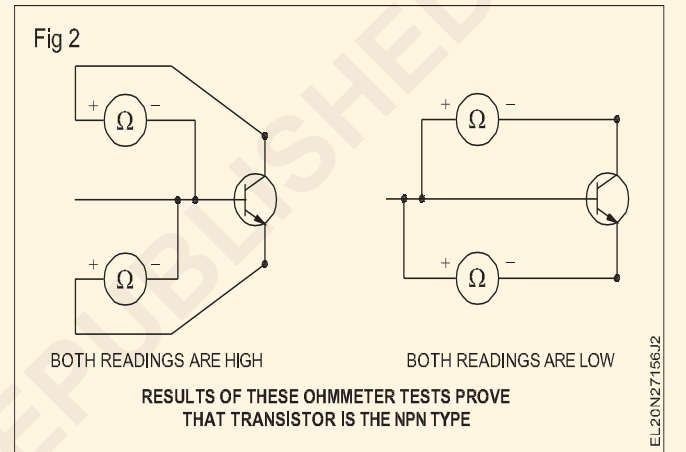 Fig 2
+ Ω − + Ω −
+ Ω − + Ω −
BOTH READINGS ARE HIGH BOTH READINGS ARE LOW
RESULTS OF THESE OHMMETER TESTS PROVE
THAT TRANSISTOR IS THE NPN TYPE
EL20N27156J2
EPUBLISHED